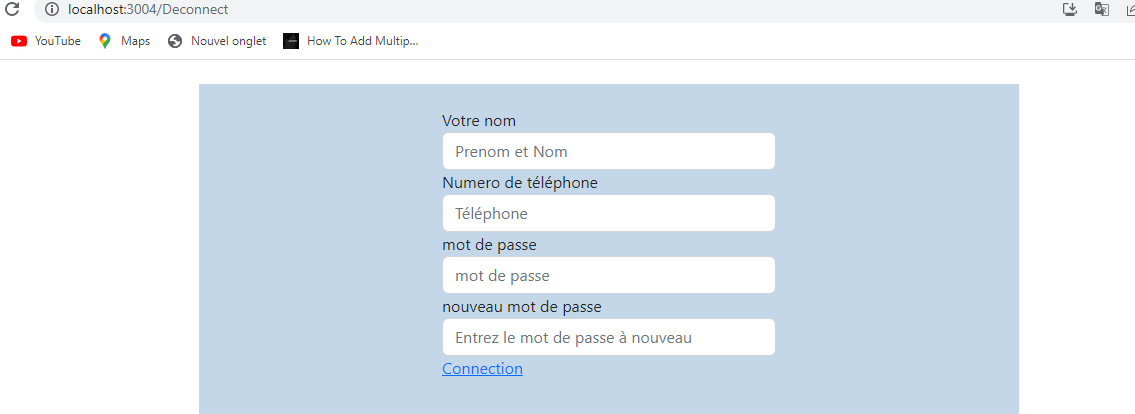 localhost:3004/Deconnect
YouTube Maps Nouvel onglet How To Add Multip...
Votre nom
Prenom et Nom
Numero de téléphone
Téléphone
mot de passe
mot de passe
nouveau mot de passe
Entrez le mot de passe à nouveau
Connection